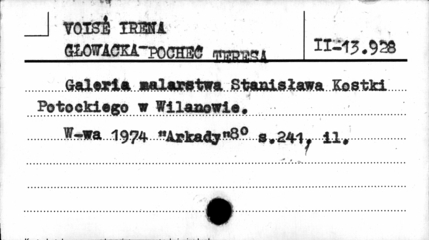 VOISÉ IRENA
GŁOWACKA-POCHEĆ TERESA
II-13.928
Galeria malarstwa Stanisława Kostki
Potockiego w Wilanowie.
W-wa 1974 "Arkady" 8º s.241, il.